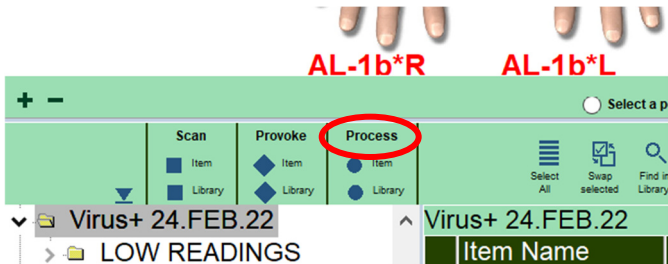 AL-1b*R AL-1b*L
+ −
Select a p
Scan Provoke Process
Item Item Item
Select All Swap selected Find in Library
Library Library Library
Virus+ 24.FEB.22 Virus+ 24.FEB.22
LOW READINGS Item Name